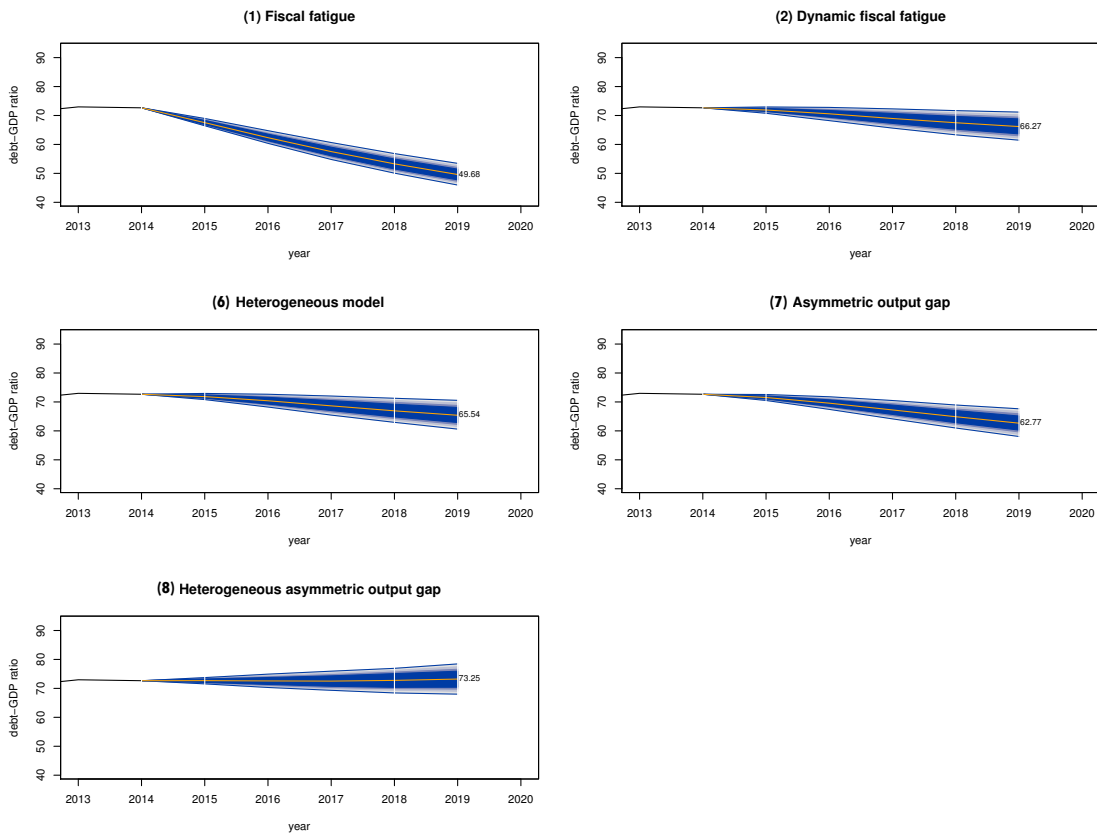 (1) Fiscal fatigue
debt−GDP ratio
90
80
70
60
50
40
49.68
2013 2014 2015 2016 2017 2018 2019 2020
year
(2) Dynamic fiscal fatigue
debt−GDP ratio
90
80
70
60
50
40
66.27
2013 2014 2015 2016 2017 2018 2019 2020
year
(6) Heterogeneous model
debt−GDP ratio
90
80
70
60
50
40
65.54
2013 2014 2015 2016 2017 2018 2019 2020
year
(7) Asymmetric output gap
debt−GDP ratio
90
80
70
60
50
40
62.77
2013 2014 2015 2016 2017 2018 2019 2020
year
(8) Heterogeneous asymmetric output gap
debt−GDP ratio
90
80
70
60
50
40
73.25
2013 2014 2015 2016 2017 2018 2019 2020
year